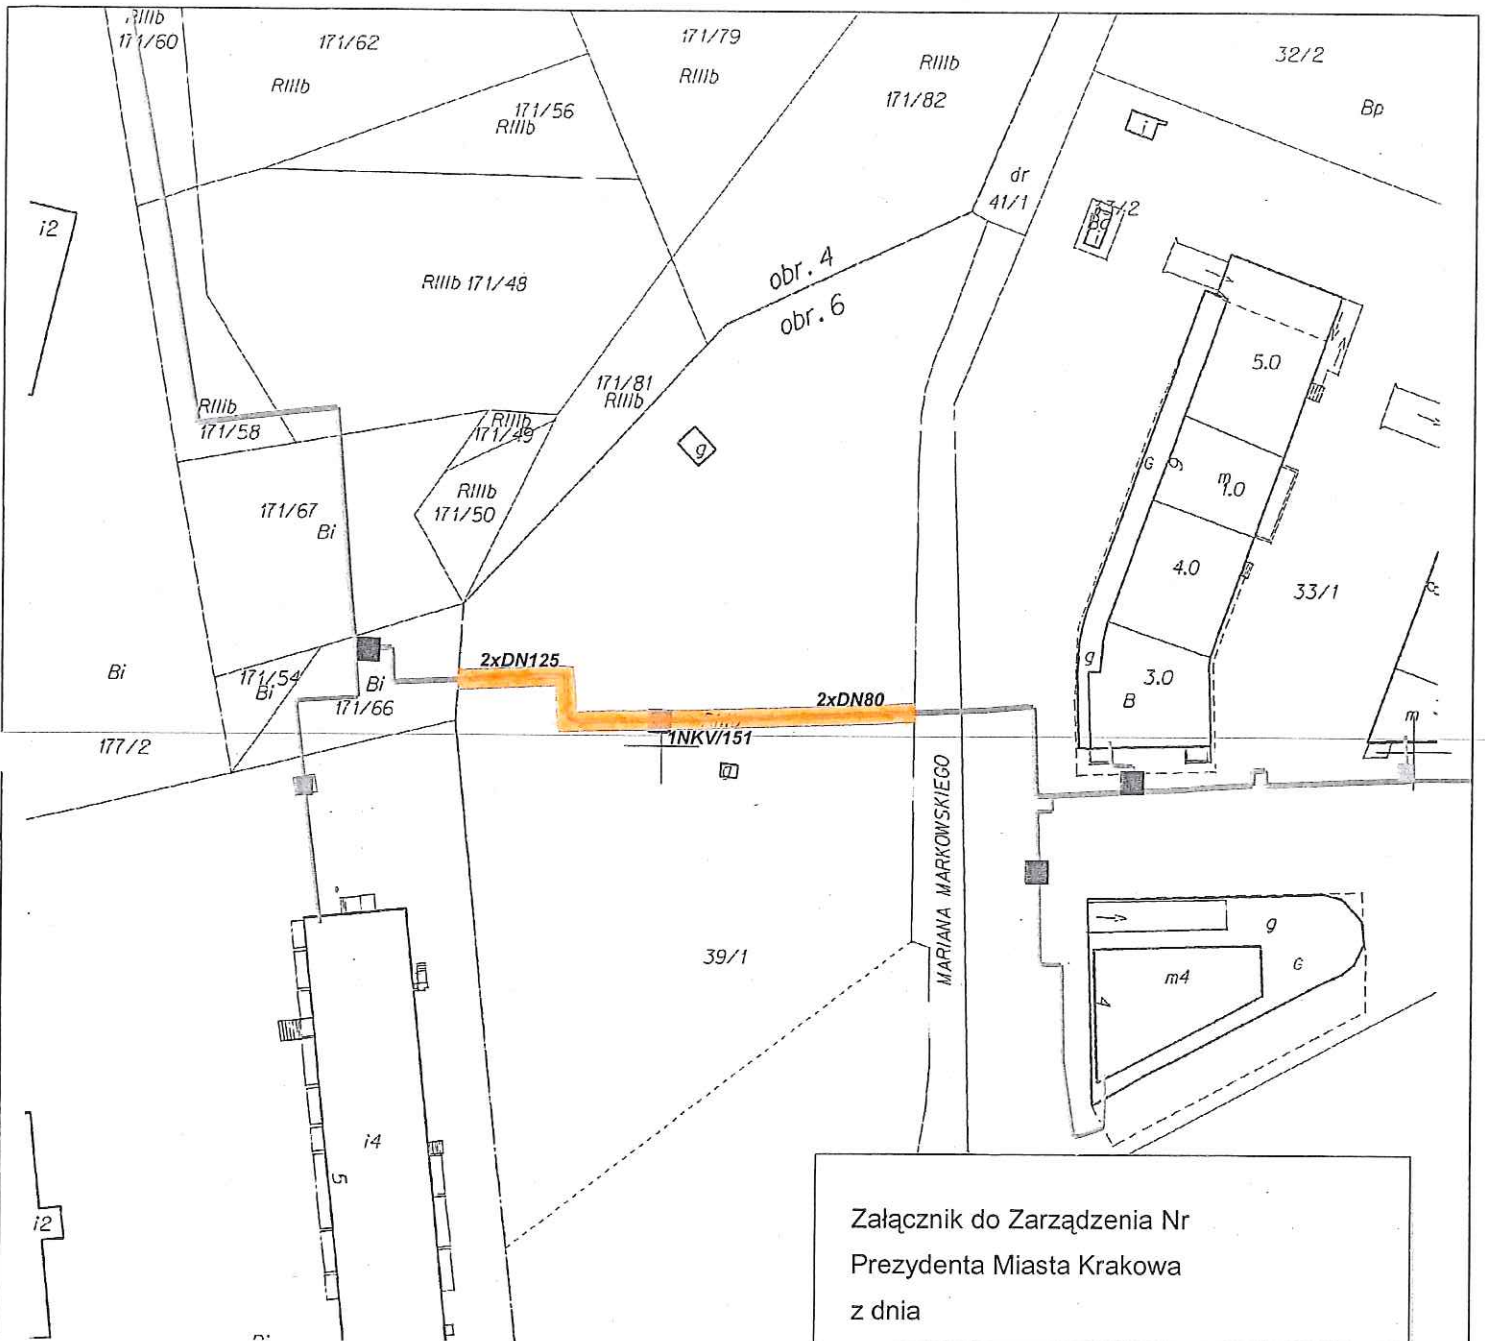 RIIIb
171/60
171/62
RIIIb
171/79
RIIIb
RIIIb
171/82
32/2
Bp
171/56
RIIIb
i
dr
41/1
i2
RIIIb 171/48
obr. 4
obr. 6
5.0
171/81
RIIIb
RIIIb
171/58
RIIIb
171/49
g
G
g
m
1.0
RIIIb
171/50
171/67
Bi
4.0
33/1
2xDN125
g
3.0
B
Bi
171/54
Bi
Bi
171/66
2xDN80
1NKV/151
m
177/2
g
MARIANA MARKOWSKIEGO
39/1
g
G
m4
4
i4
5
i2
Załącznik do Zarządzenia Nr
Prezydenta Miasta Krakowa
z dnia